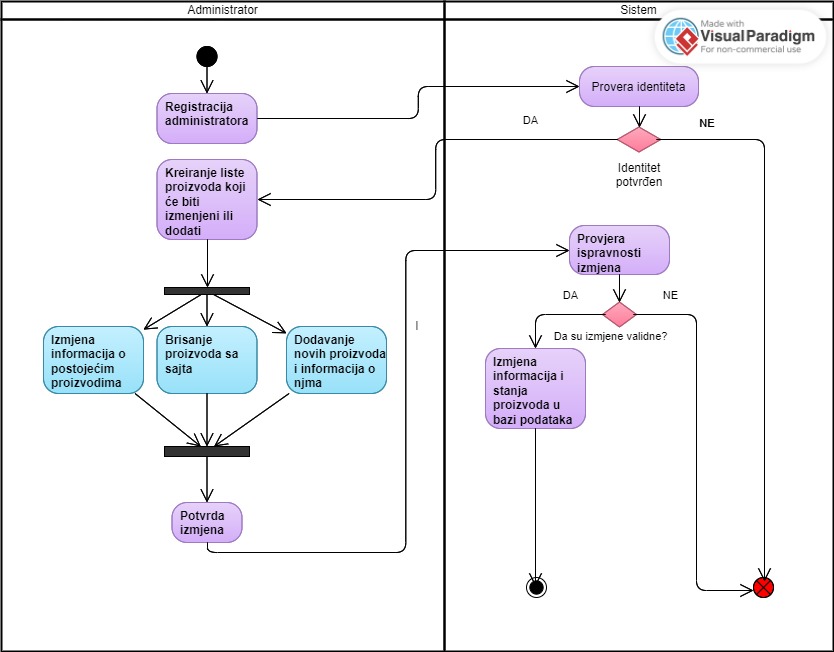 Administrator
Sistem
Made with
VisualParadigm
For non-commercial use
Registracija
administratora
Provera identiteta
DA
NE
Identitet
potvrđen
Kreiranje liste
proizvoda koji
će biti
izmenjeni ili
dodati
Provjera
ispravnosti
izmjena
DA
NE
Da su izmjene validne?
I
Izmjena
informacija o
postojećim
proizvodima
Brisanje
proizvoda sa
sajta
Dodavanje
novih proizvoda
i informacija o
njma
Izmjena
informacija i
stanja
proizvoda u
bazi podataka
Potvrda
izmjena